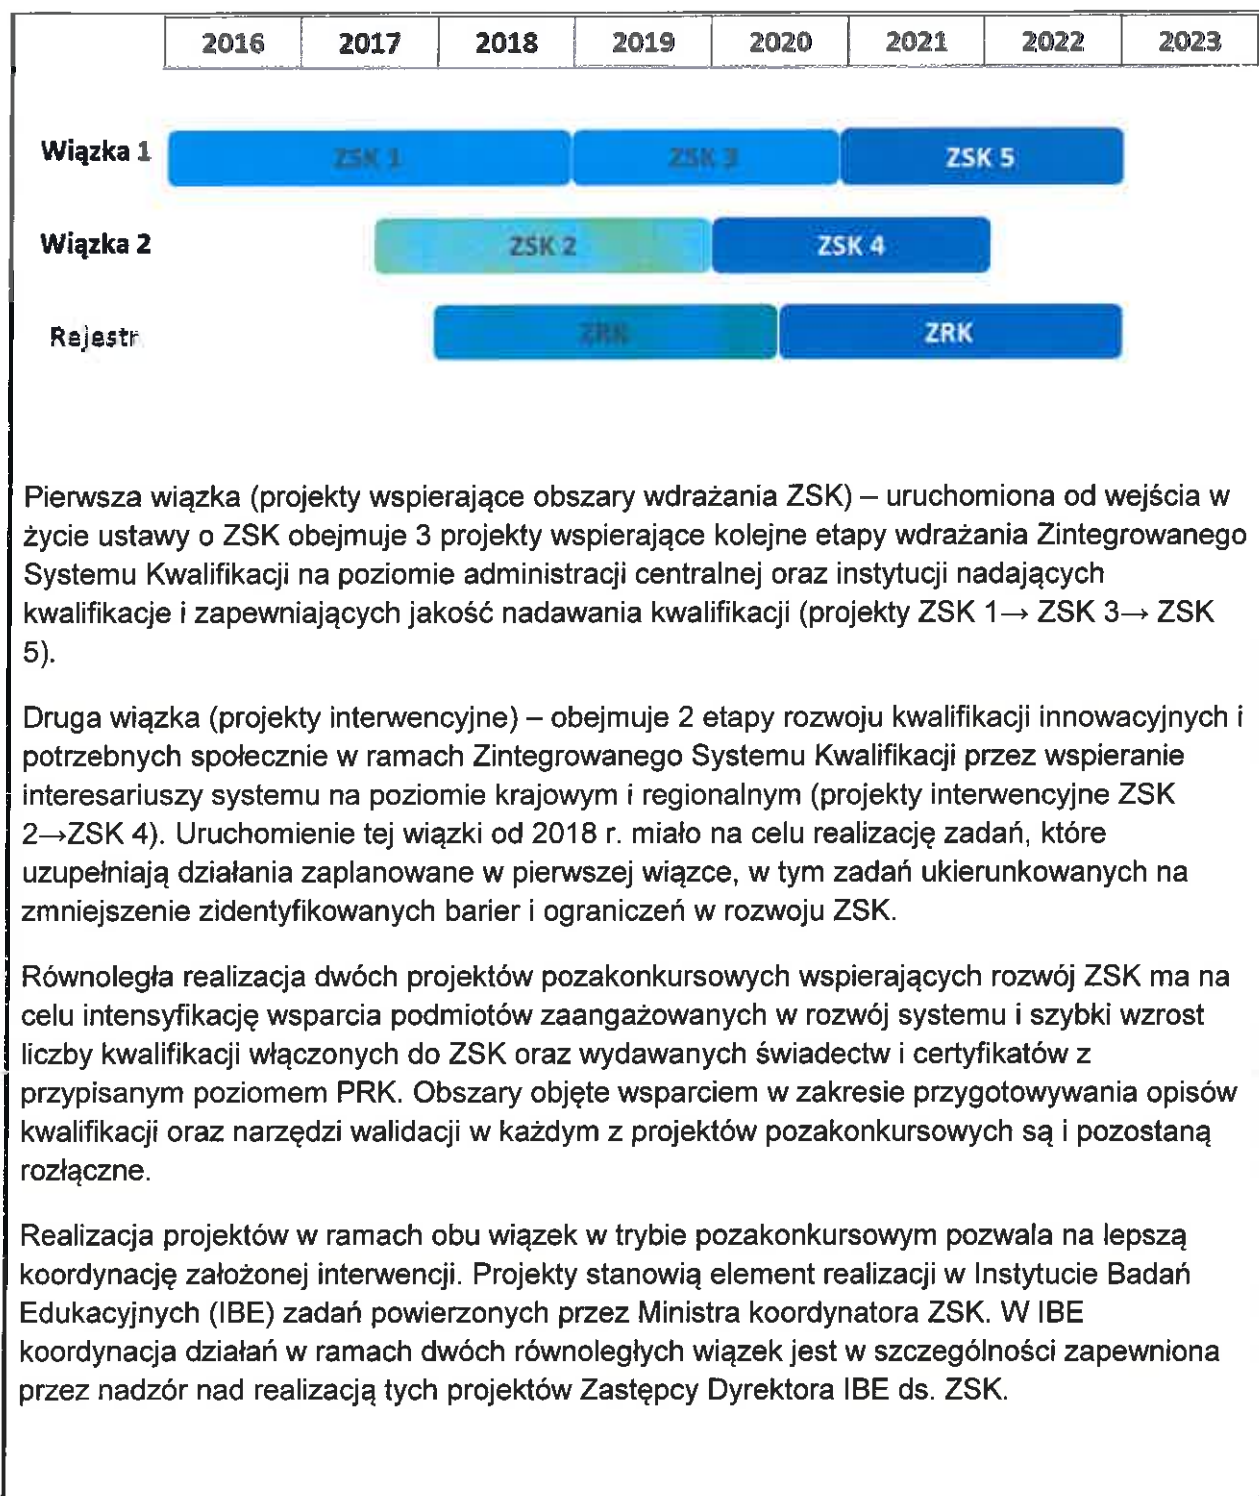 2016 2017 2018 2019 2020 2021 2022 2023
Wiązka 1 ZSK 1 ZSK 3 ZSK 5
Wiązka 2 ZSK 2 ZSK 4
Rejestr ZRK ZRK
Pierwsza wiązka (projekty wspierające obszary wdrażania ZSK) – uruchomiona od wejścia w
życie ustawy o ZSK obejmuje 3 projekty wspierające kolejne etapy wdrażania Zintegrowanego
Systemu Kwalifikacji na poziomie administracji centralnej oraz instytucji nadających
kwalifikacje i zapewniających jakość nadawania kwalifikacji (projekty ZSK 1→ ZSK 3→ ZSK
5).
Druga wiązka (projekty interwencyjne) – obejmuje 2 etapy rozwoju kwalifikacji innowacyjnych i
potrzebnych społecznie w ramach Zintegrowanego Systemu Kwalifikacji przez wspieranie
interesariuszy systemu na poziomie krajowym i regionalnym (projekty interwencyjne ZSK
2→ZSK 4). Uruchomienie tej wiązki od 2018 r. miało na celu realizację zadań, które
uzupełniają działania zaplanowane w pierwszej wiązce, w tym zadań ukierunkowanych na
zmniejszenie zidentyfikowanych barier i ograniczeń w rozwoju ZSK.
Równoległa realizacja dwóch projektów pozakonkursowych wspierających rozwój ZSK ma na
celu intensyfikację wsparcia podmiotów zaangażowanych w rozwój systemu i szybki wzrost
liczby kwalifikacji włączonych do ZSK oraz wydawanych świadectw i certyfikatów z
przypisanym poziomem PRK. Obszary objęte wsparciem w zakresie przygotowywania opisów
kwalifikacji oraz narzędzi walidacji w każdym z projektów pozakonkursowych są i pozostaną
rozłączne.
Realizacja projektów w ramach obu wiązek w trybie pozakonkursowym pozwala na lepszą
koordynację założonej interwencji. Projekty stanowią element realizacji w Instytucie Badań
Edukacyjnych (IBE) zadań powierzonych przez Ministra koordynatora ZSK. W IBE
koordynacja działań w ramach dwóch równoległych wiązek jest w szczególności zapewniona
przez nadzór nad realizacją tych projektów Zastępcy Dyrektora IBE ds. ZSK.